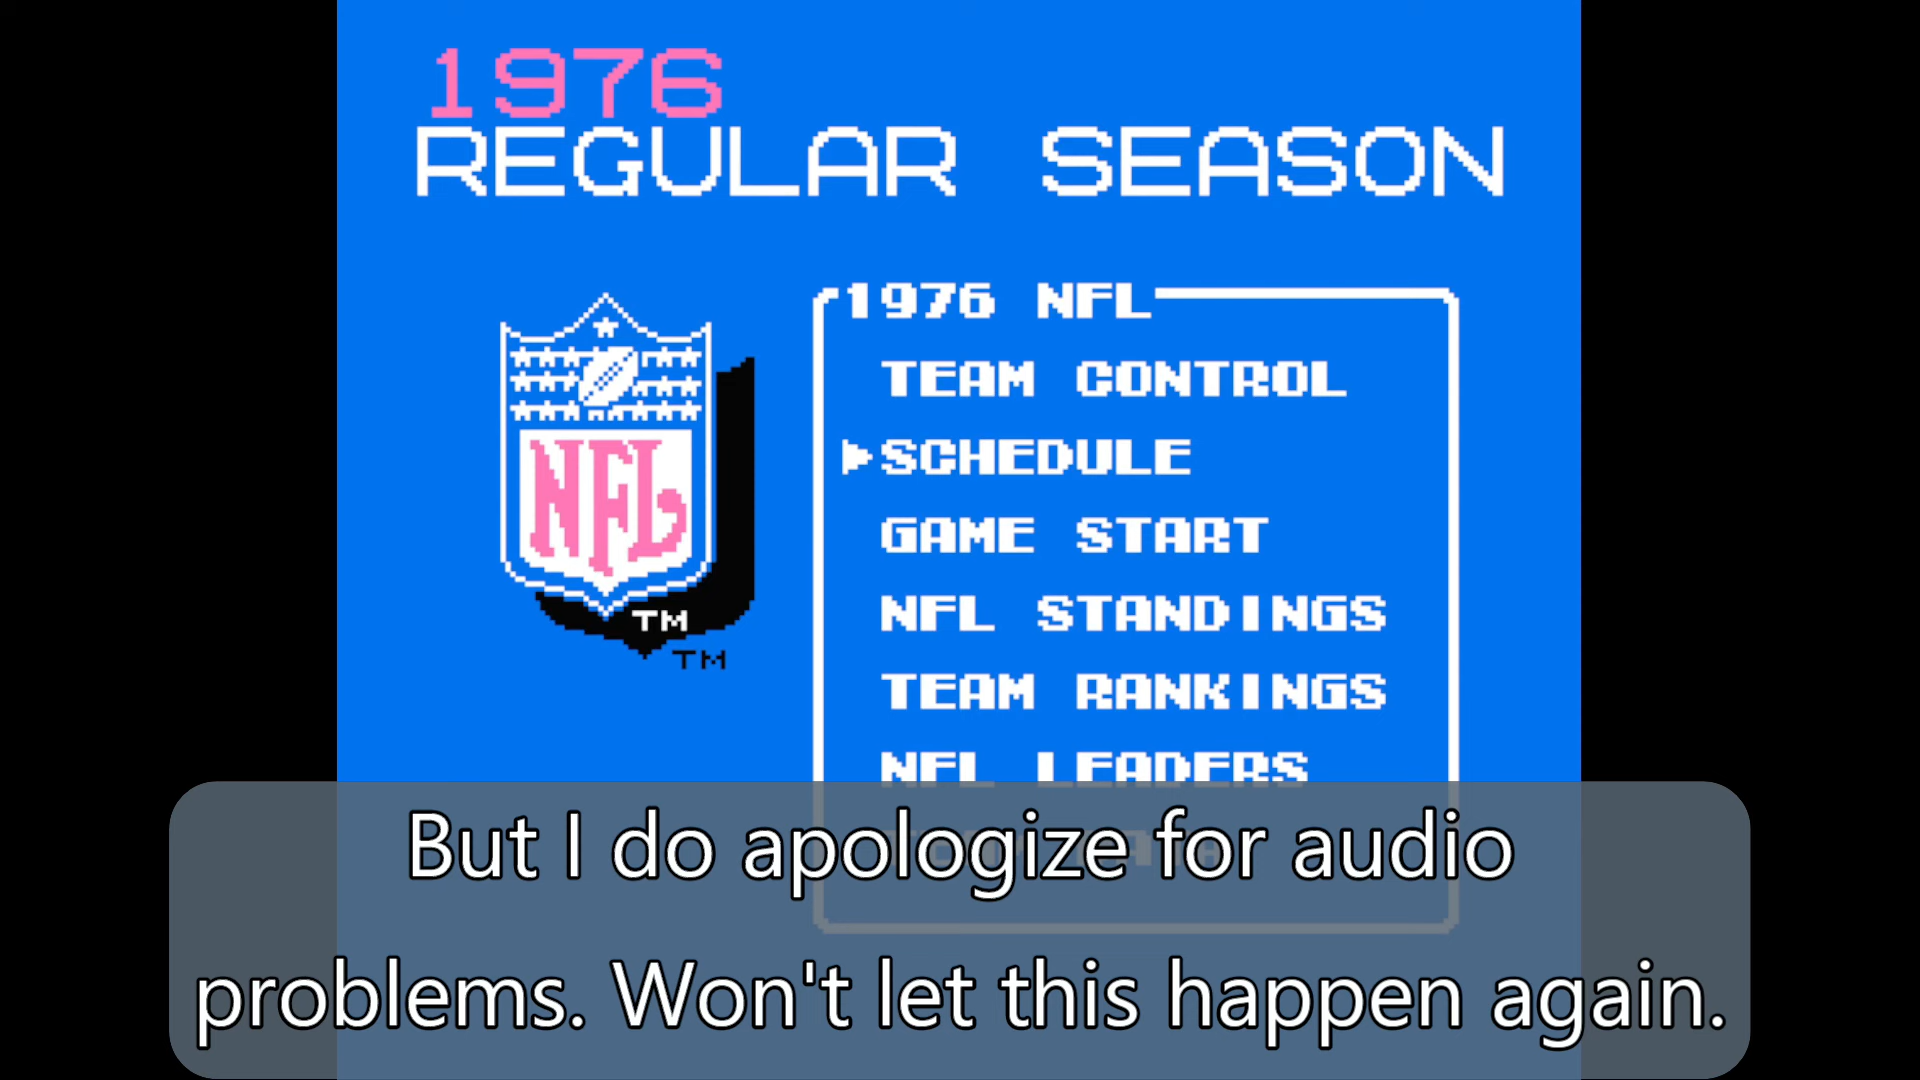 1976
REGULAR SEASON
1976 NFL
TEAM CONTROL
SCHEDULE
GAME START
NFL STANDINGS
TEAM RANKINGS
NFL LEADERS
NFL
TM
TM
But I do apologize for audio
problems. Won't let this happen again.